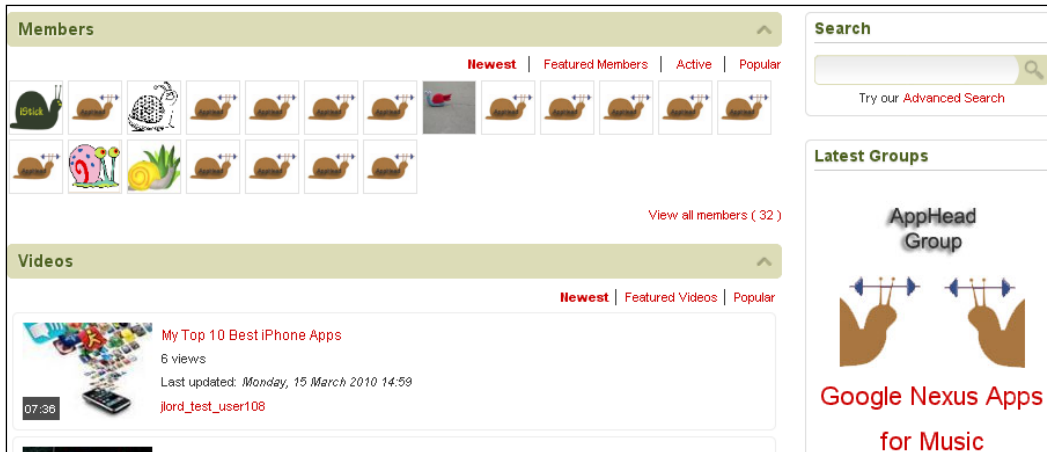 Members
Newest | Featured Members | Active | Popular
iStick
View all members ( 32 )
Videos
Newest | Featured Videos | Popular
My Top 10 Best iPhone Apps
6 views
Last updated: Monday, 15 March 2010 14:59
jlord_test_user108
07:36
Search
Try our Advanced Search
Latest Groups
AppHead
Group
Google Nexus Apps
for Music